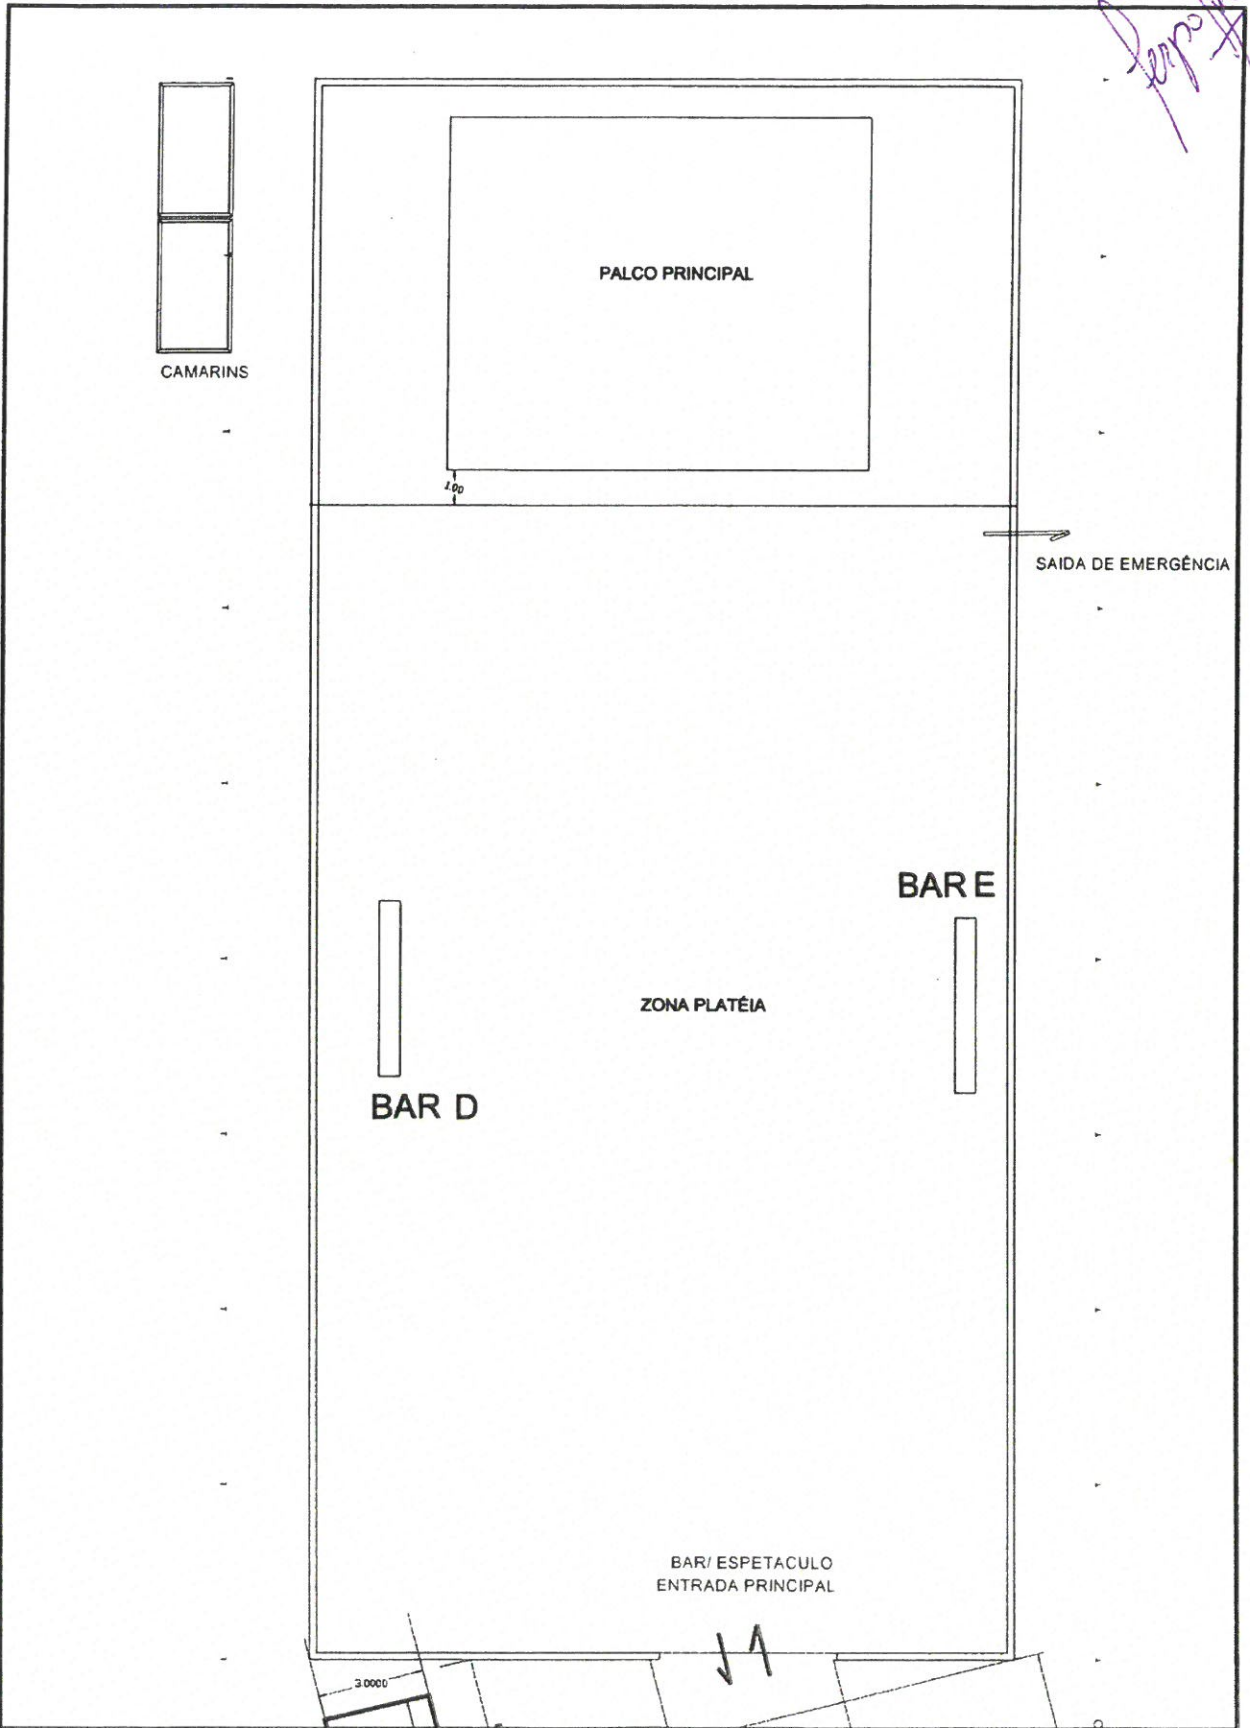 PALCO PRINCIPAL
CAMARINS
1.00
SAIDA DE EMERGÊNCIA
BAR E
ZONA PLATÉIA
BAR D
BAR/ ESPETACULO
ENTRADA PRINCIPAL
3.0000